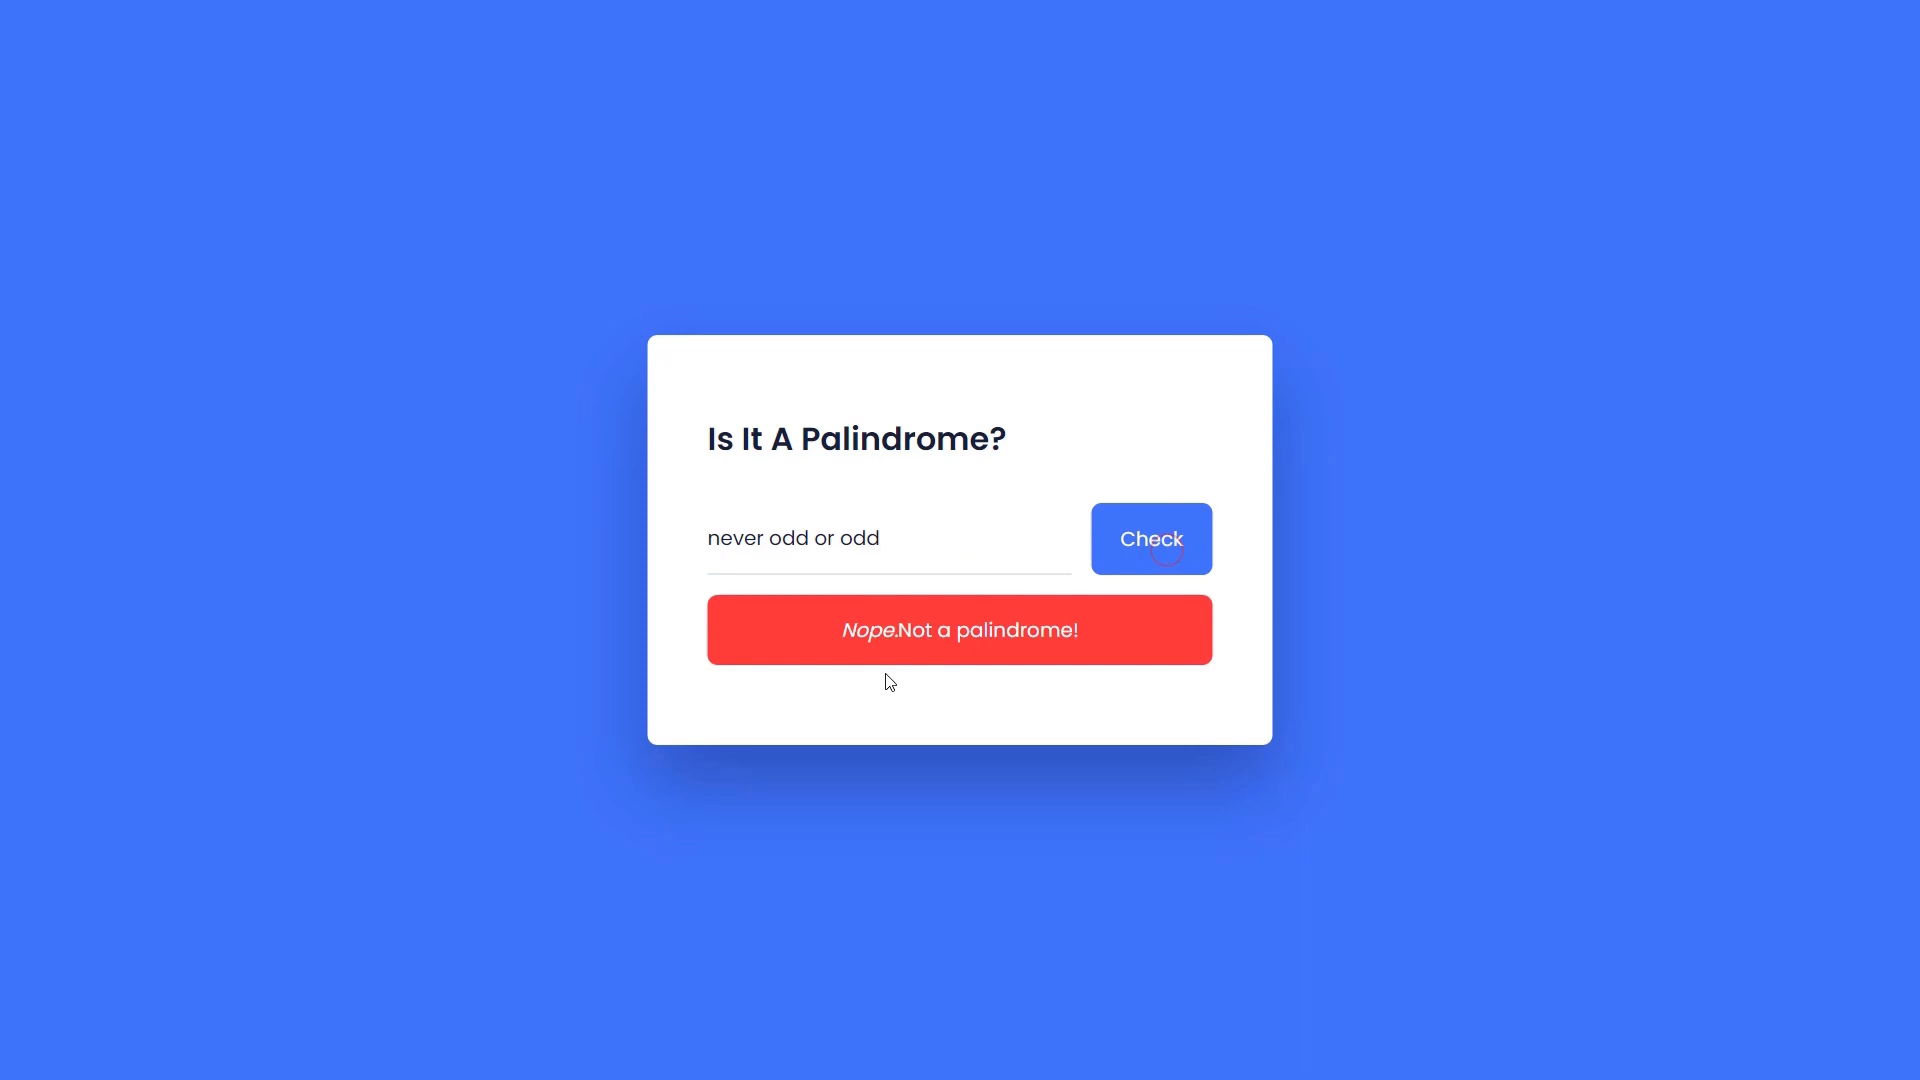 Is It A Palindrome?
never odd or odd
Check
Nope.Not a palindrome!